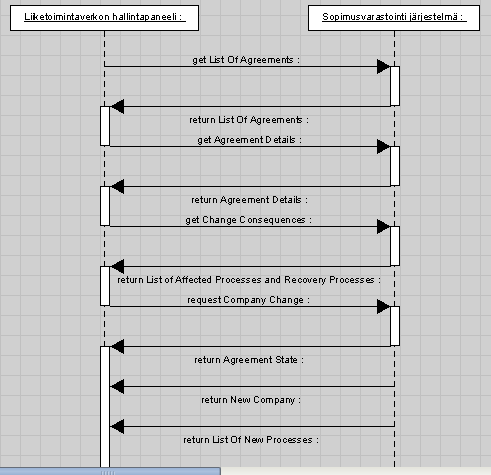 Liiketoimintaverkon hallintapaneeli :
Sopimusvarastointi järjestelmä :
get List Of Agreements :
return List Of Agreements :
get Agreement Details :
return Agreement Details :
get Change Consequences :
return List of Affected Processes and Recovery Processes :
request Company Change :
return Agreement State :
return New Company :
return List Of New Processes :